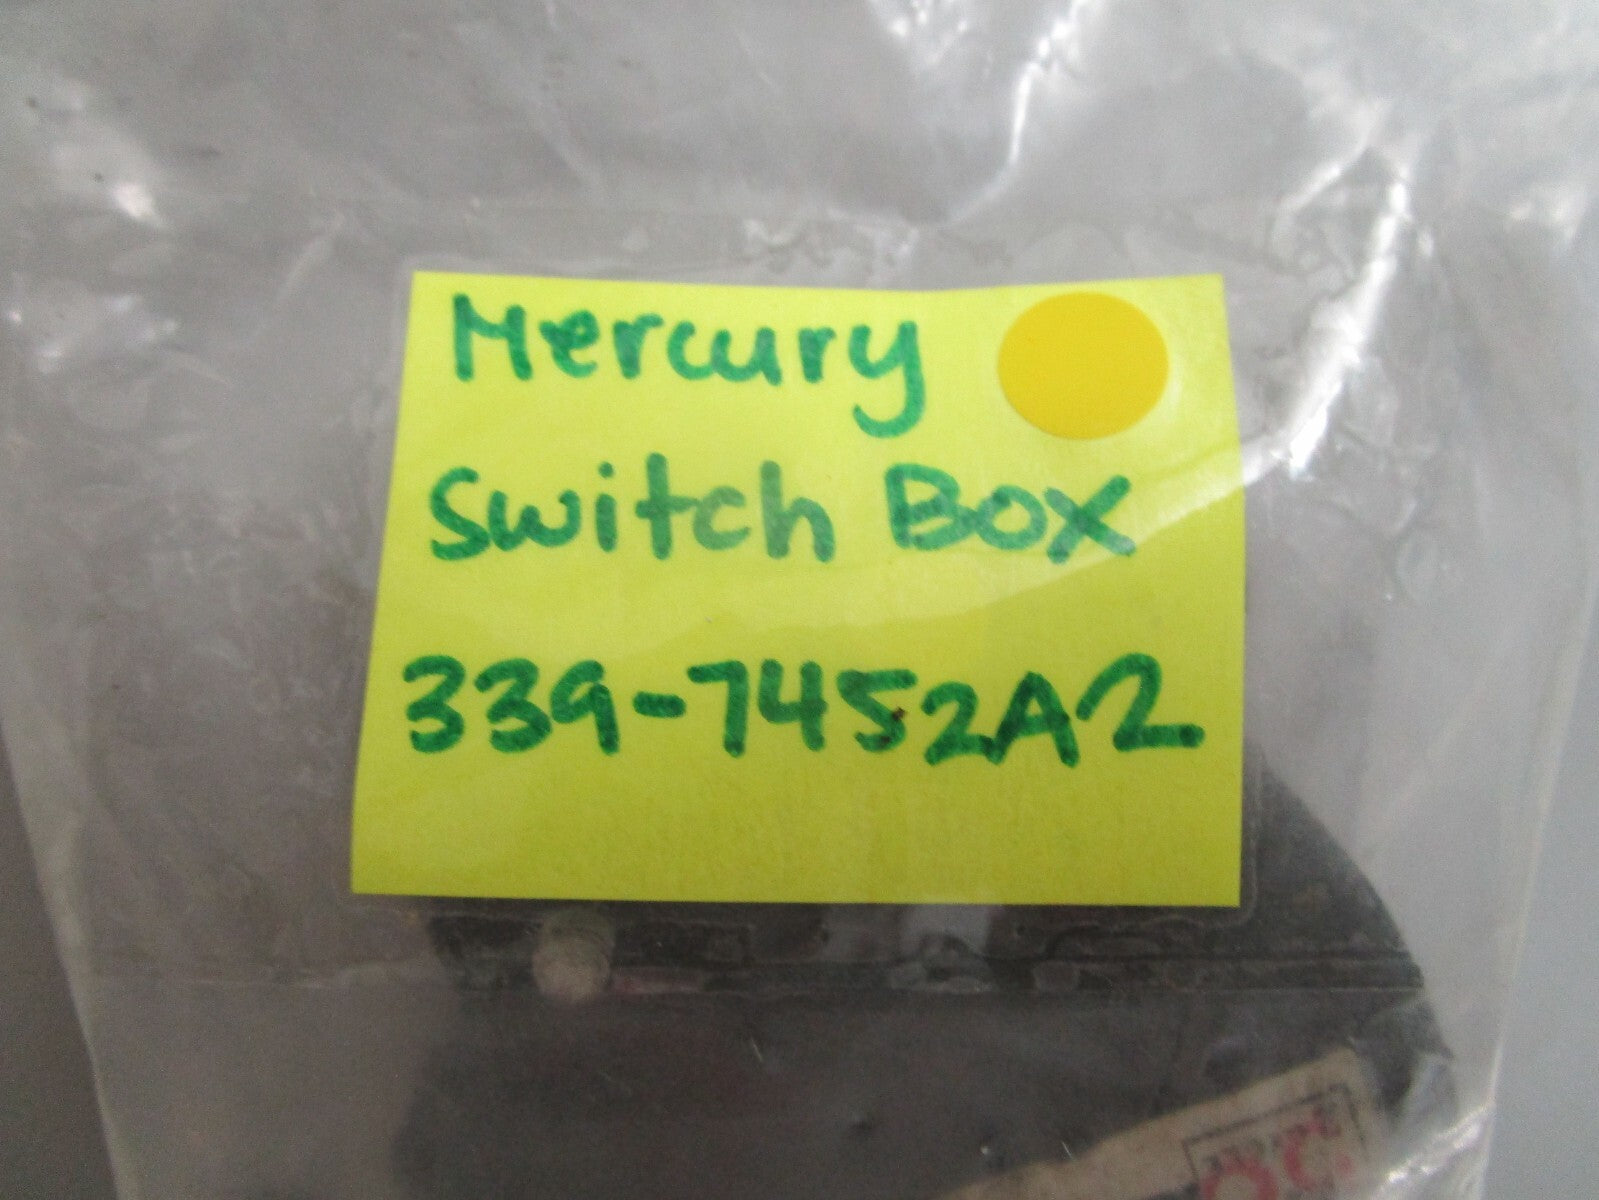 Mercury
Switch Box
339-7452A2